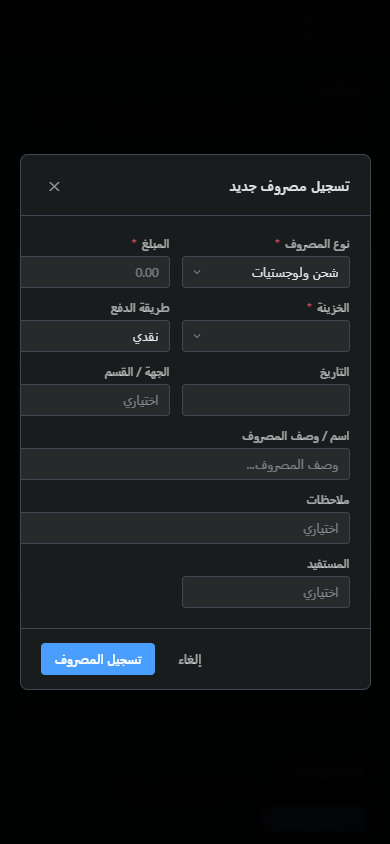 تسجيل مصروف جديد
نوع المصروف *
المبلغ *
شحن ولوجستيات
0.00
الخزينة *
طريقة الدفع
نقدي
التاريخ
الجهة / القسم
اختياري
اسم / وصف المصروف
وصف المصروف...
ملاحظات
اختياري
المستفيد
اختياري
إلغاء
تسجيل المصروف